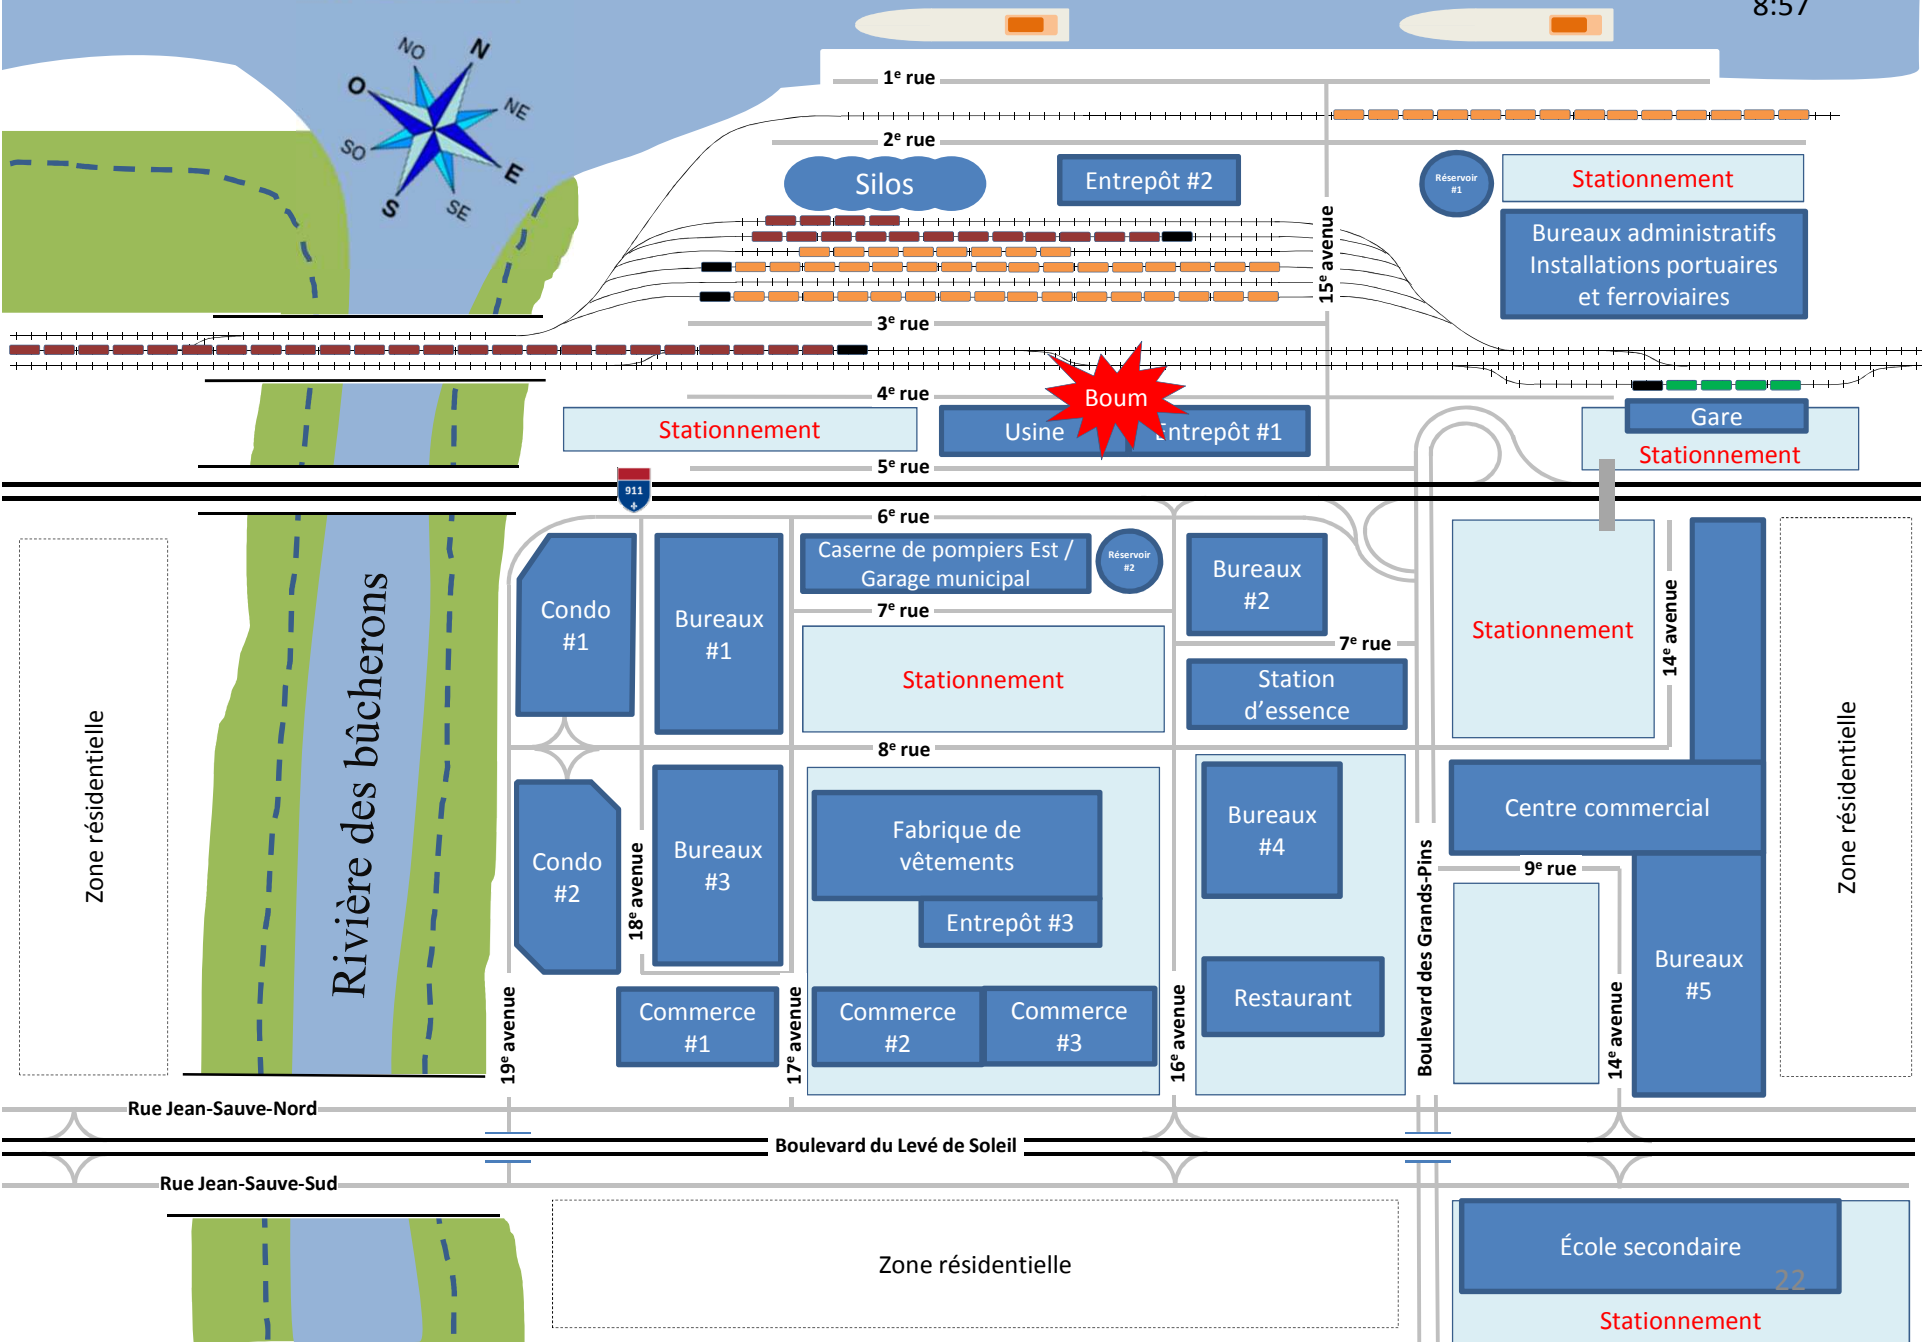 8:57
NO
N
O
NE
SO
E
S
SE
1e rue
2e rue
Silos
Entrepôt #2
Réservoir
#1
Stationnement
Bureaux administratifs
Installations portuaires
et ferroviaires
15e avenue
3e rue
4e rue
Boum
Stationnement
Usine
Entrepôt #1
Gare
Stationnement
5e rue
911
6e rue
Caserne de pompiers Est /
Garage municipal
Réservoir
#2
Bureaux
#2
Condo
#1
Bureaux
#1
7e rue
7e rue
Stationnement
Stationnement
14e avenue
Station
d'essence
Zone résidentielle
Rivière des bûcherons
Zone résidentielle
8e rue
Condo
#2
18e avenue
Bureaux
#3
Fabrique de
vêtements
Entrepôt #3
Bureaux
#4
Centre commercial
9e rue
Boulevard des Grands-Pins
Bureaux
#5
Restaurant
19e avenue
Commerce
#1
17e avenue
Commerce
#2
Commerce
#3
16e avenue
14e avenue
Rue Jean-Sauve-Nord
Boulevard du Levé de Soleil
Rue Jean-Sauve-Sud
Zone résidentielle
École secondaire
22
Stationnement